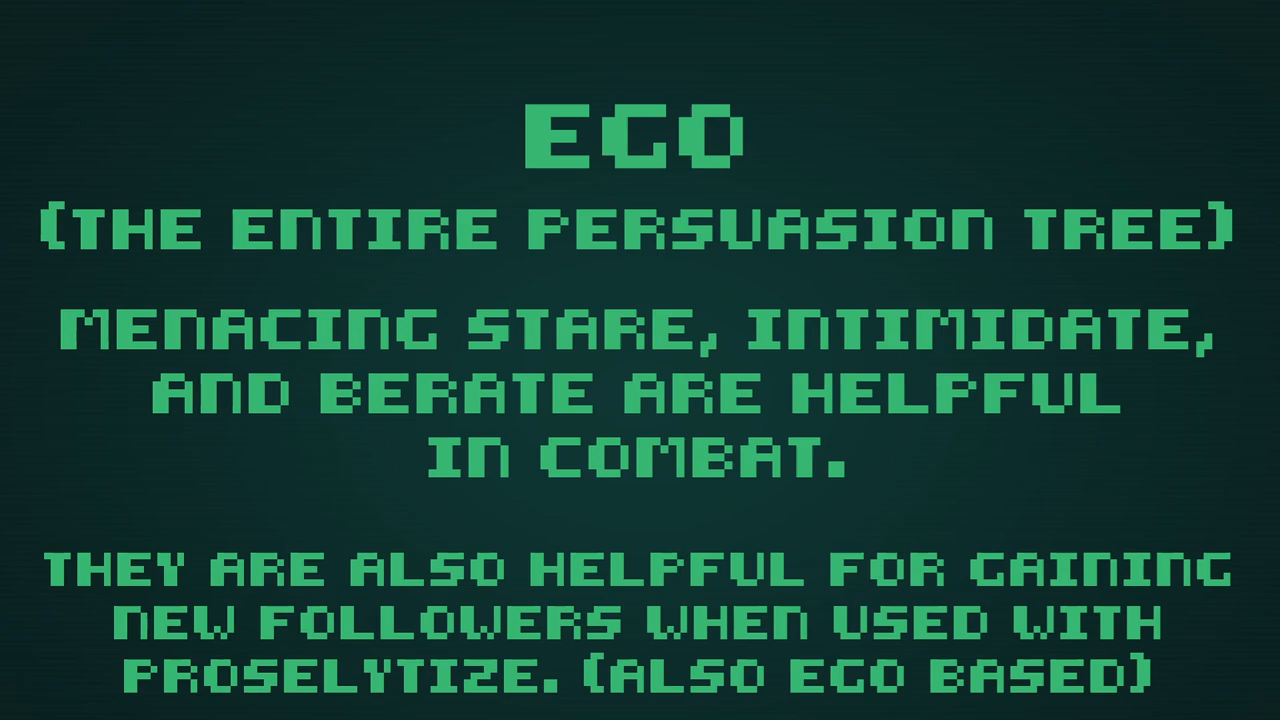 EGO
(THE ENTIRE PERSUASION TREE)
MENACING STARE, INTIMIDATE,
AND BERATE ARE HELPFUL
IN COMBAT.
THEY ARE ALSO HELPFUL FOR GAINING
NEW FOLLOWERS WHEN USED WITH
PROSELYTIZE. (ALSO EGO BASED)